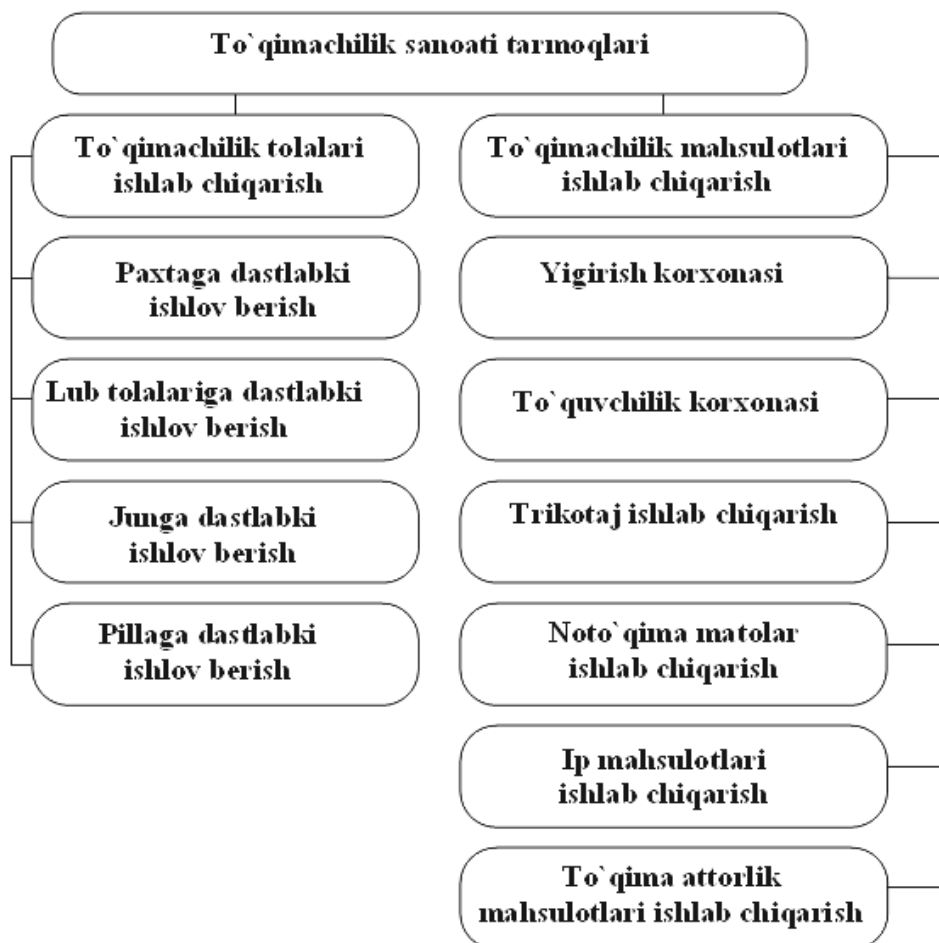 To`qimachilik sanoati tarmoqlari
To`qimachilik tolalari
ishlab chiqarish
Paxtaga dastlabki
ishlov berish
Lub tolalariga dastlabki
ishlov berish
Junga dastlabki
ishlov berish
Pillaga dastlabki
ishlov berish
To`qimachilik mahsulotlari
ishlab chiqarish
Yigirish korxonasi
To`quvchilik korxonasi
Trikotaj ishlab chiqarish
Noto`qima matolar
ishlab chiqarish
Ip mahsulotlari
ishlab chiqarish
To`qima attorlik
mahsulotlari ishlab chiqarish